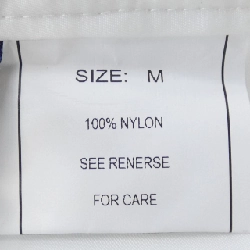 SIZE: M
100% NYLON
SEE RENERSE
FOR CARE